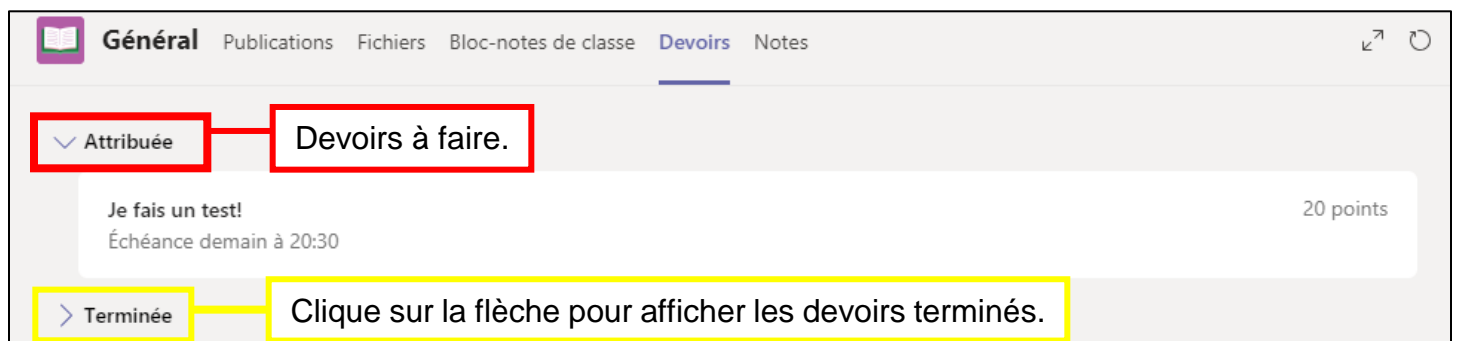 Général Publications Fichiers Bloc-notes de classe Devoirs Notes
Attribuée
Devoirs à faire.
Je fais un test!
20 points
Échéance demain à 20:30
Terminée
Clique sur la flèche pour afficher les devoirs terminés.